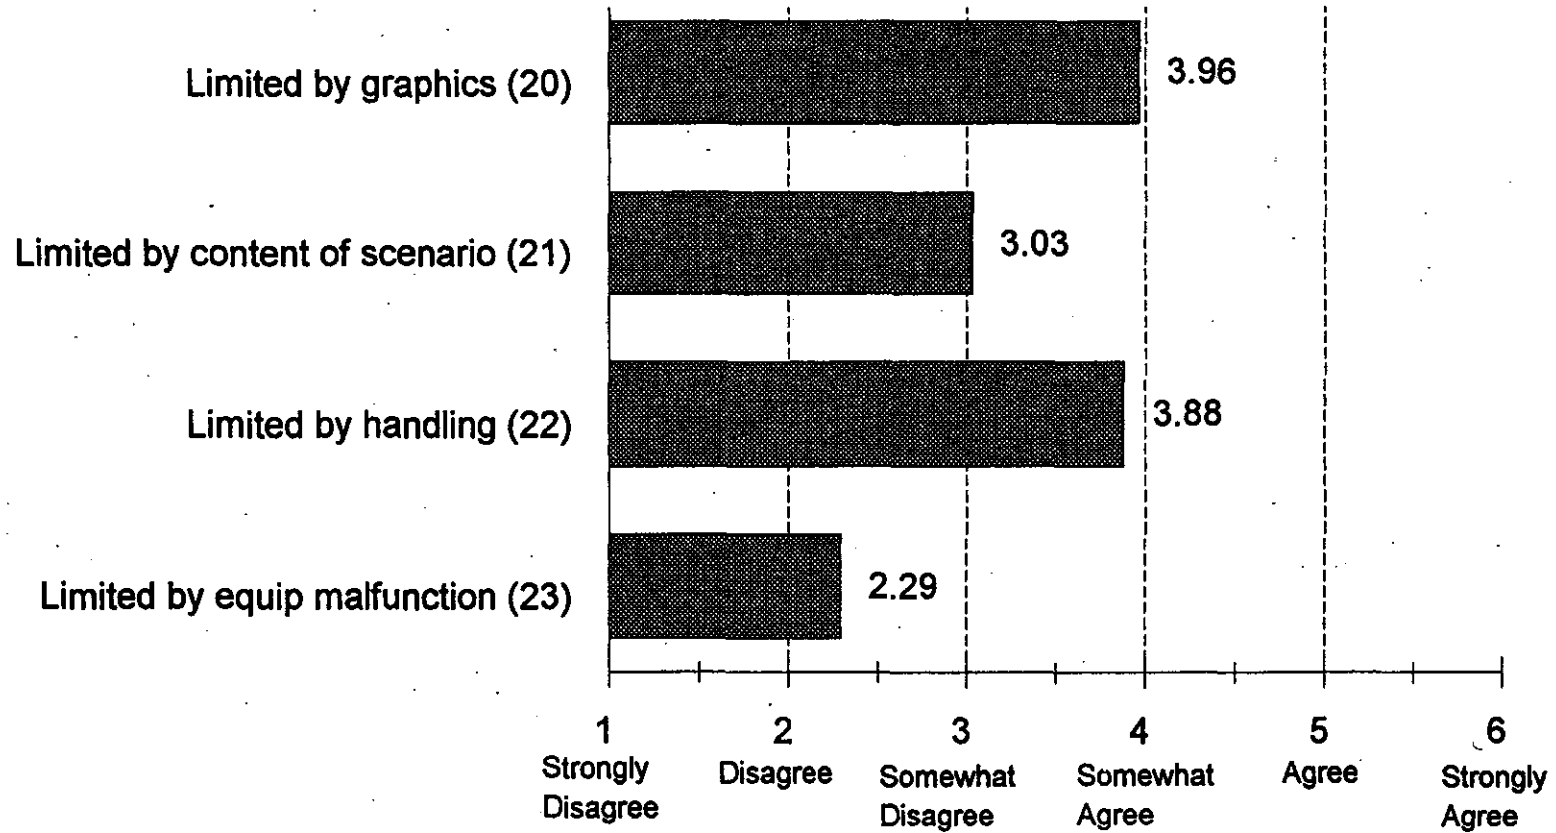 Limited by graphics (20)
3.96
Limited by content of scenario (21)
3.03
Limited by handling (22)
3.88
Limited by equip malfunction (23)
2.29
1 2 3 4 5 6
Strongly Disagree
Disagree
Somewhat Disagree
Somewhat Agree
Agree
Strongly Agree